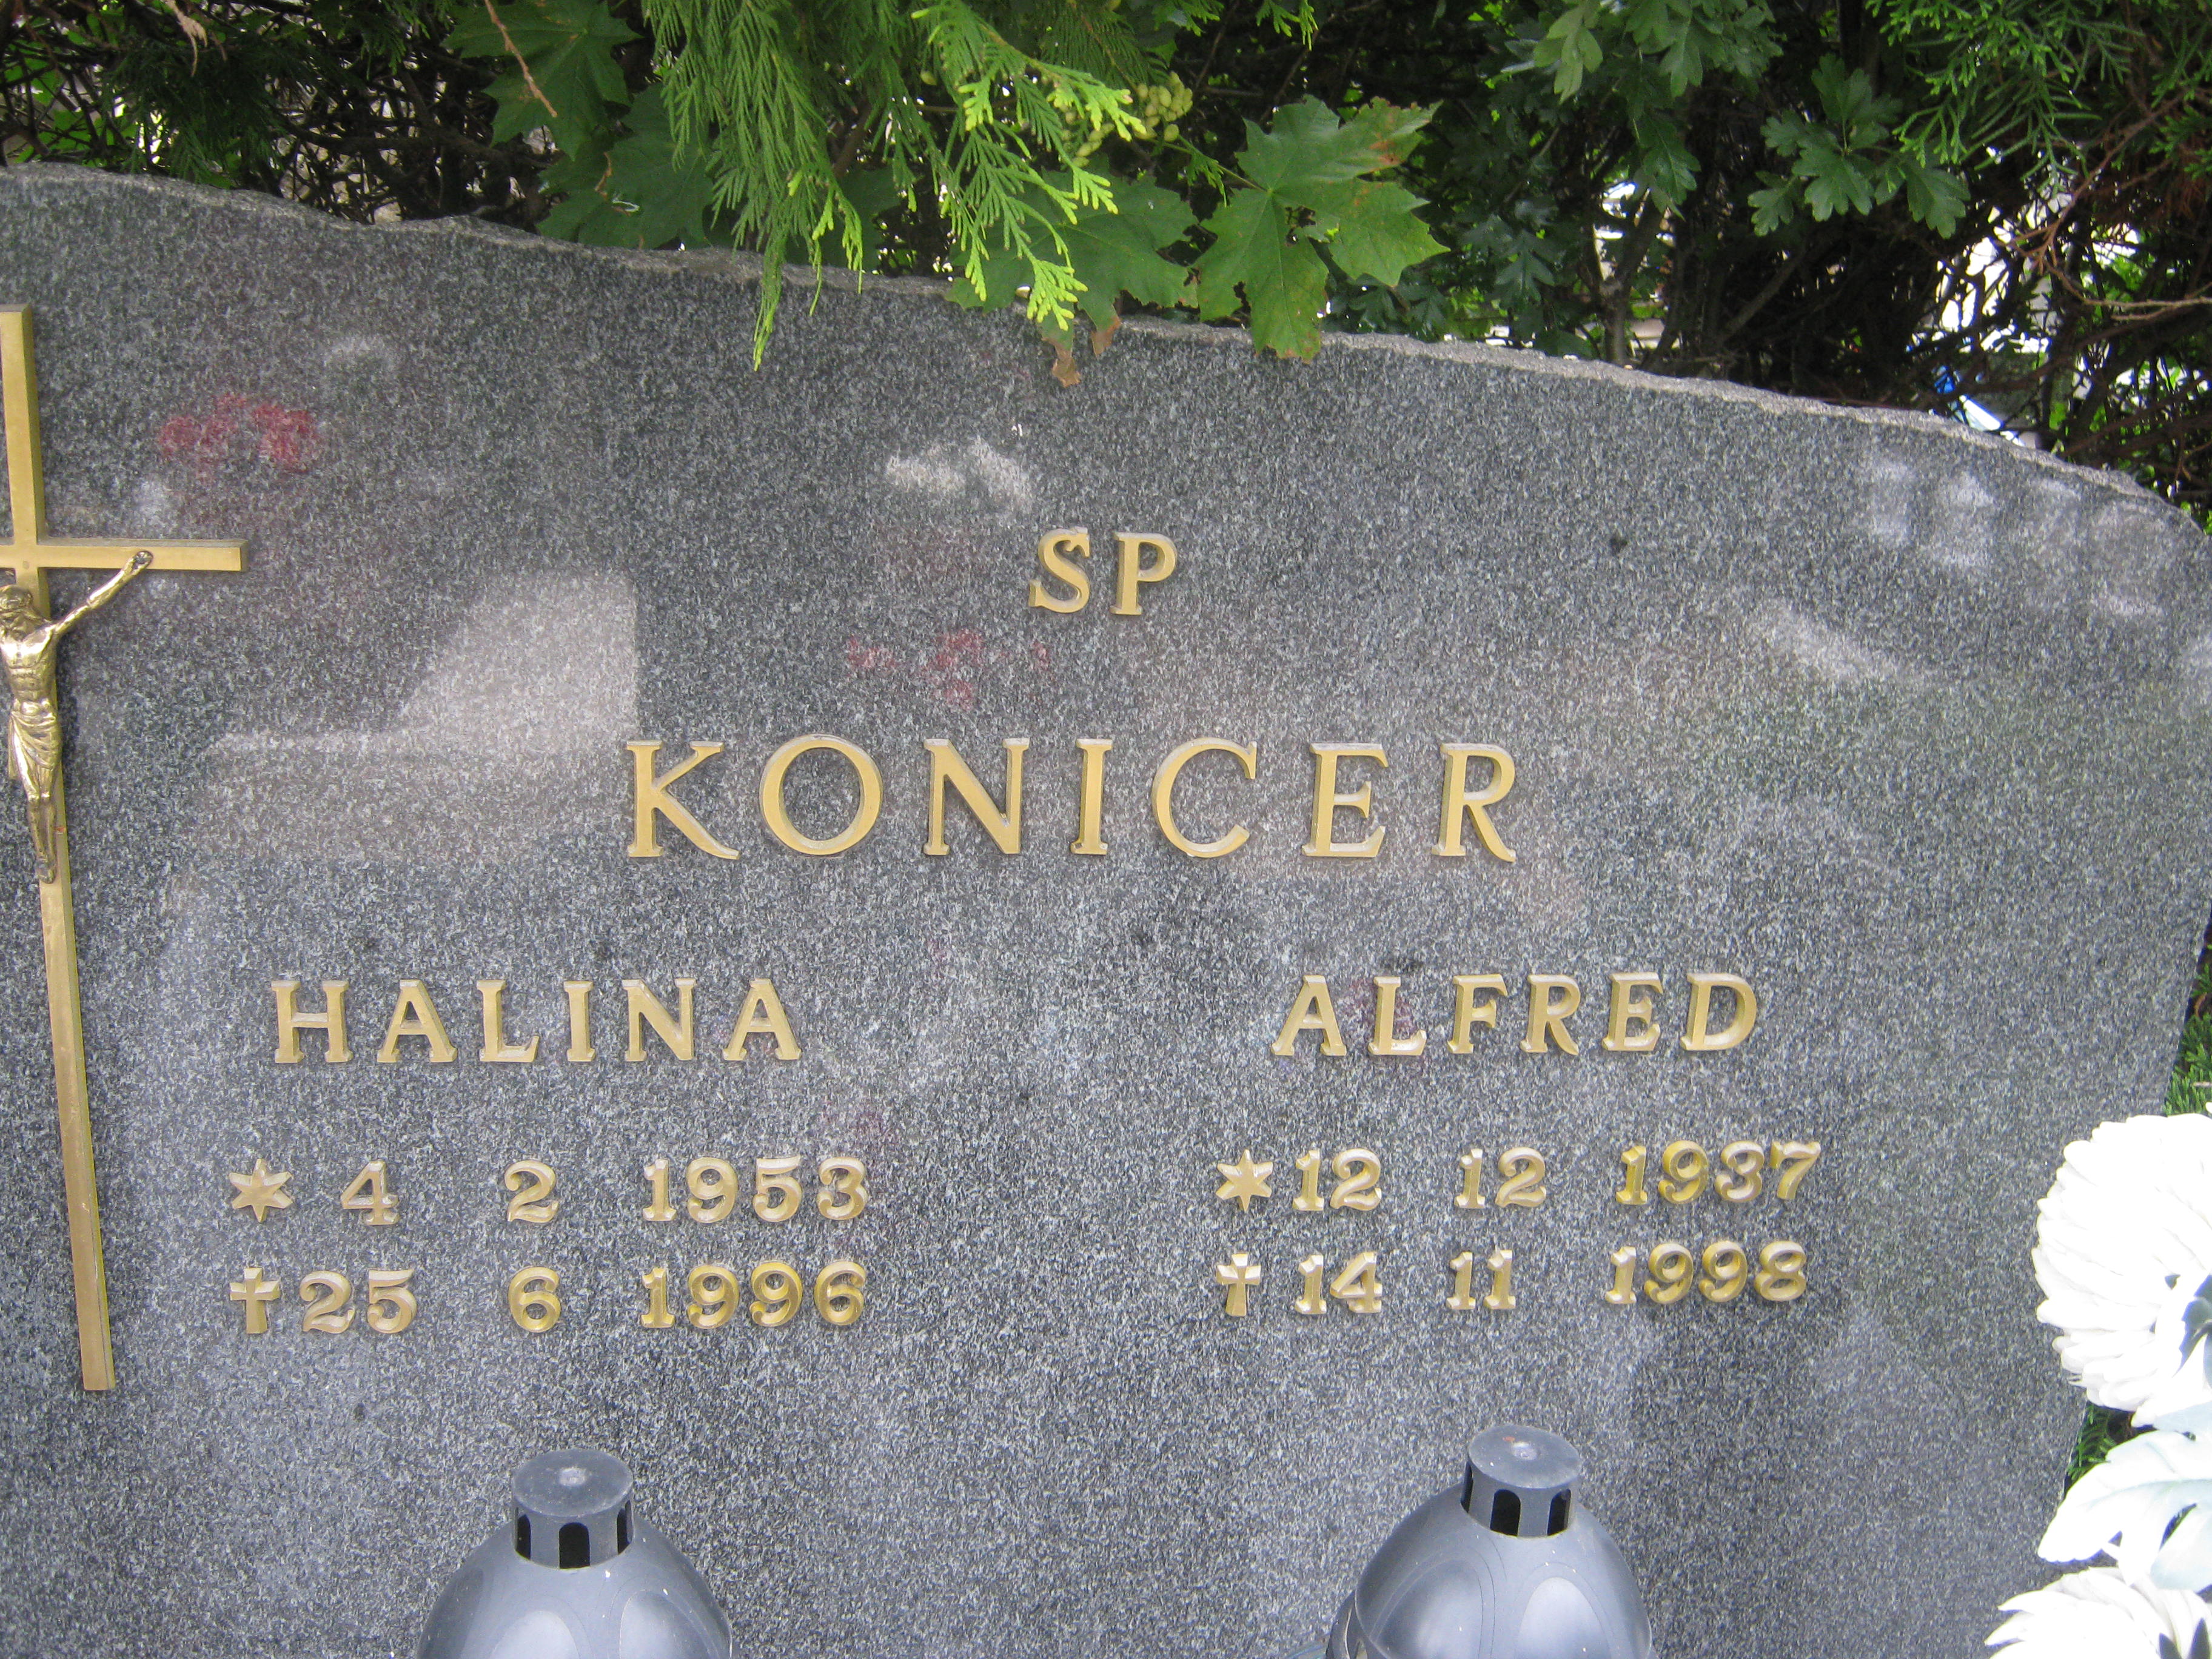 SP
KONICER
HALINA ALFRED
* 4 2 1953 * 12 12 1937
† 25 6 1996 † 14 11 1998